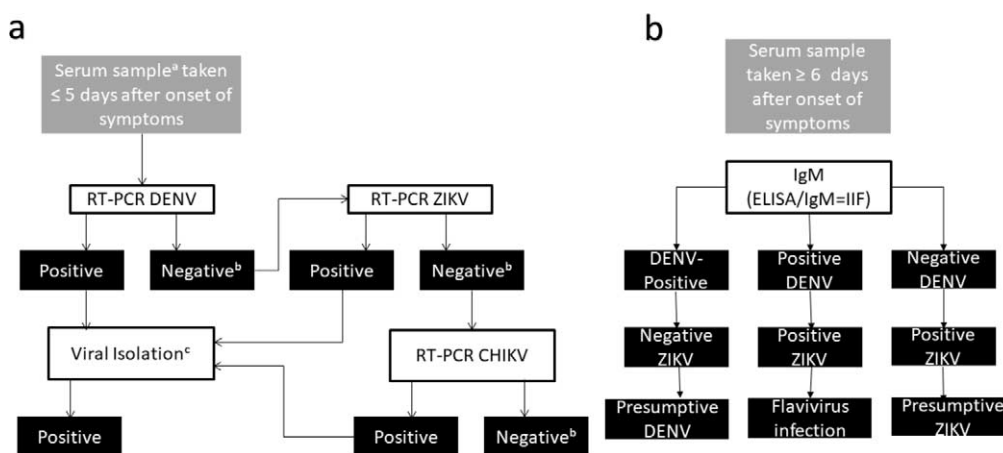 a
Serum sampleᵃ taken
≤ 5 days after onset of
symptoms
RT-PCR DENV
RT-PCR ZIKV
Positive
Negativeᵇ
Positive
Negativeᵇ
Viral Isolationᶜ
RT-PCR CHIKV
Positive
Positive
Negativeᵇ
b
Serum sample
taken ≥ 6 days
after onset of
symptoms
IgM
(ELISA/IgM=IIF)
DENV-
Positive
Positive
DENV
Negative
DENV
Negative
ZIKV
Positive
ZIKV
Positive
ZIKV
Presumptive
DENV
Flavivirus
infection
Presumptive
ZIKV